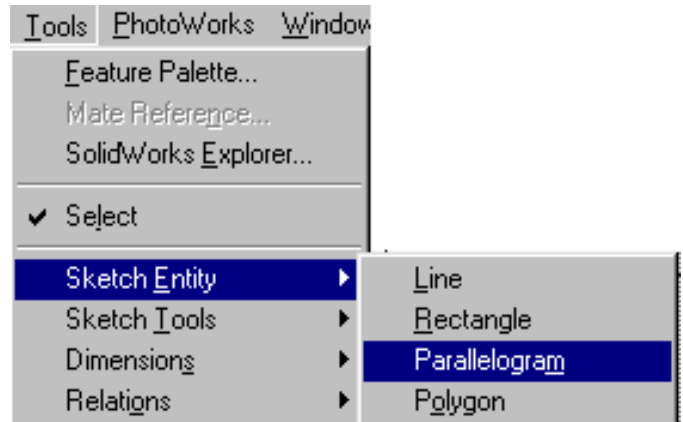 Tools PhotoWorks Window
Feature Palette...
Mate Reference...
SolidWorks Explorer...
Select
Sketch Entity
Line
Sketch Tools
Rectangle
Dimensions
Parallelogram
Relations
Polygon